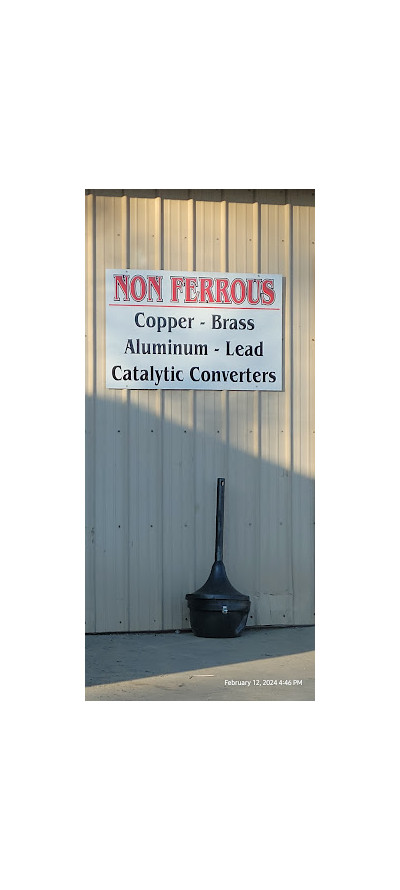 NON FERROUS
Copper - Brass
Aluminum - Lead
Catalytic Converters
February 12, 2024 4:46 PM